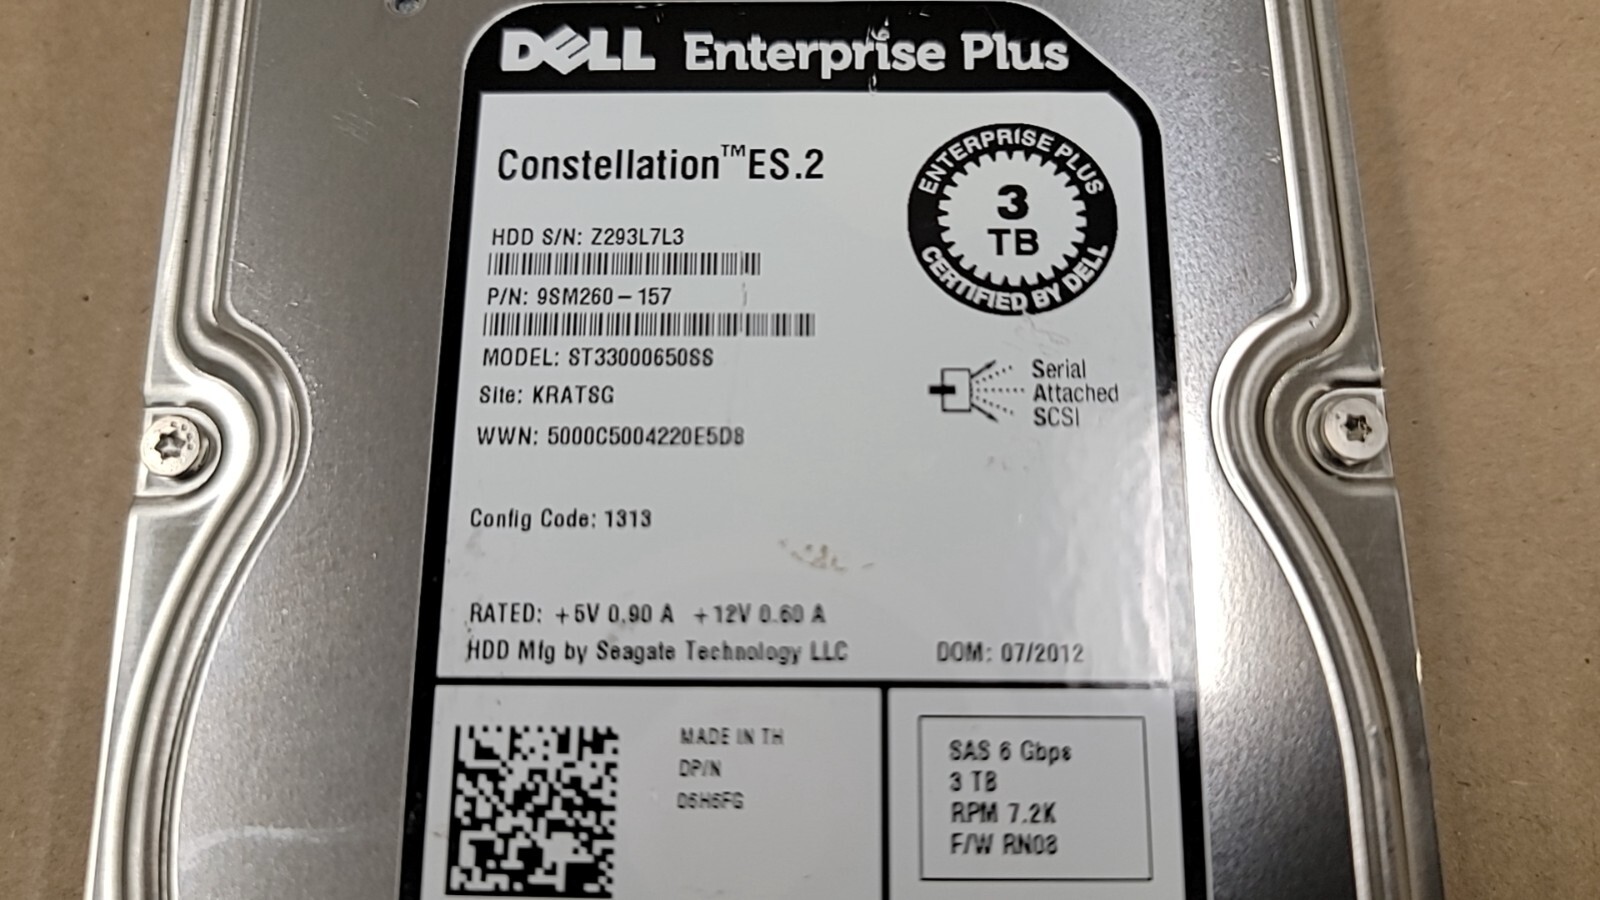 DELL Enterprise Plus
Constellation™ES.2
ENTERPRISE PLUS
3
TB
CERTIFIED BY DELL
HDD S/N: Z293L7L3
P/N: 9SM260-157
MODEL: ST33000650SS
Serial
Attached
SCSI
Site: KRATSG
WWN: 5000C5004220E5D8
Config Code: 1313
RATED: +5V 0.90 A +12V 0.60 A
HDD Mfg by Seagate Technology LLC
DOM: 07/2012
MADE IN TH
DP/N
SAS 6 Gbps
3 TB
RPM 7.2K
F/W RN08